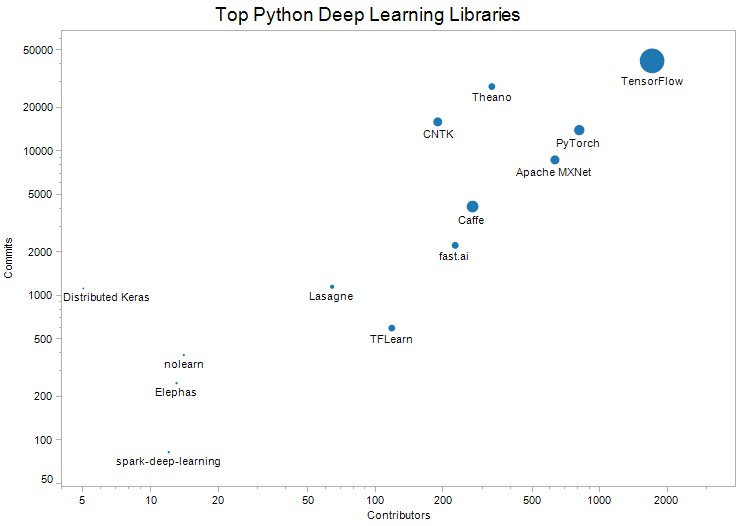 Top Python Deep Learning Libraries
50000
TensorFlow
Theano
20000
CNTK
PyTorch
10000
Apache MXNet
5000
Caffe
fast.ai
2000
Commits
1000
Distributed Keras
Lasagne
500
TFLearn
nolearn
200
Elephas
100
spark-deep-learning
50
5 10 20 50 100 200 500 1000 2000
Contributors